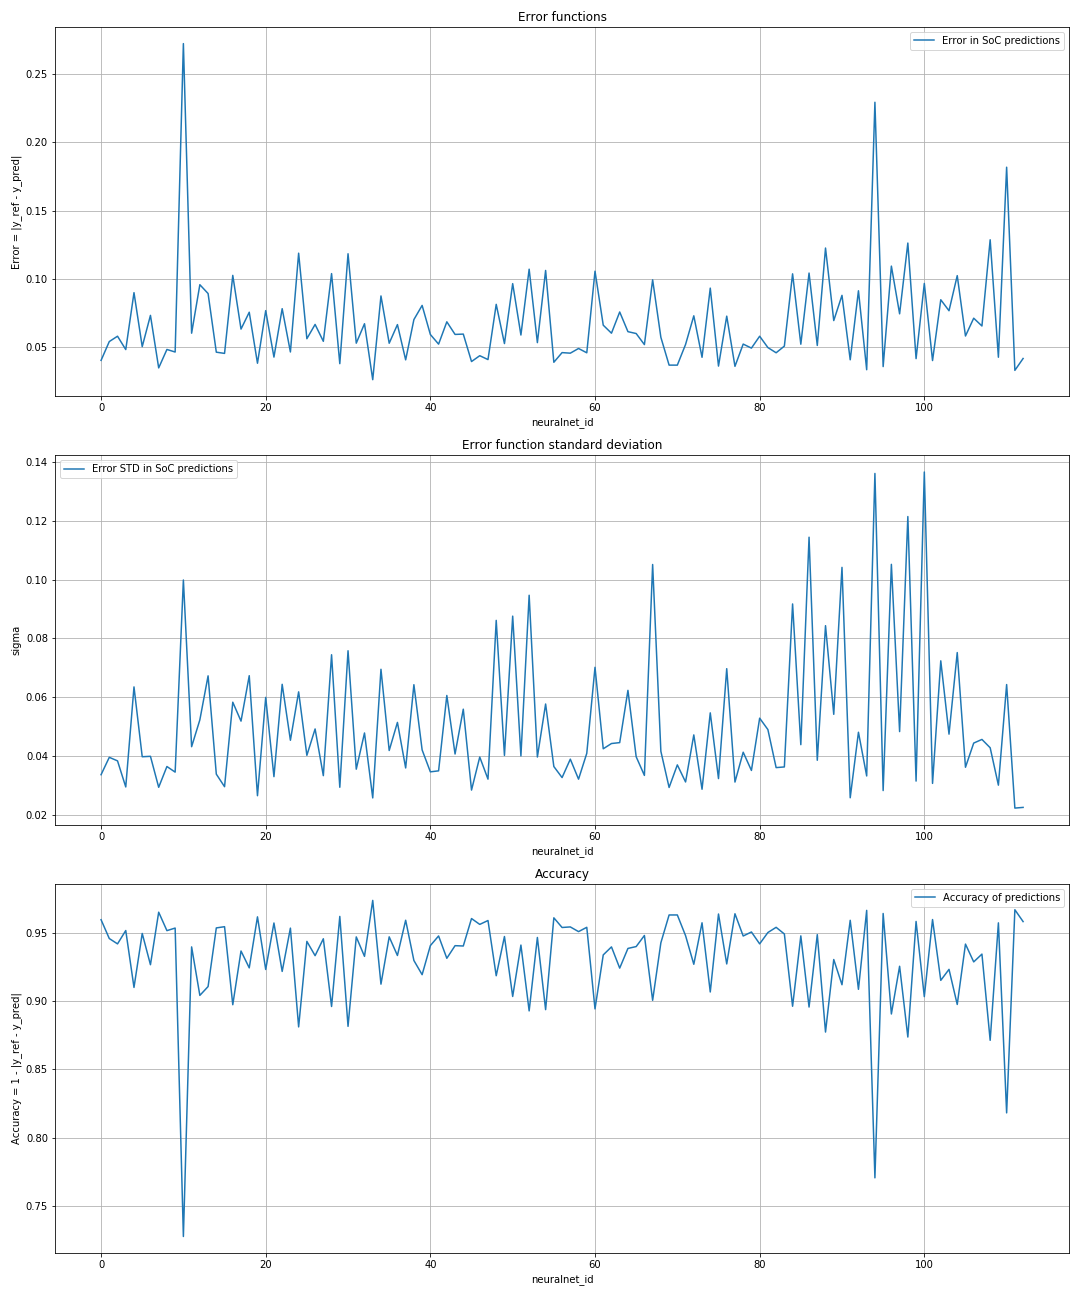 Error functions
Error in SoC predictions
Error = |y_ref - y_pred|
0.25
0.20
0.15
0.10
0.05
0 20 40 60 80 100
neuralnet_id
Error function standard deviation
Error STD in SoC predictions
sigma
0.14
0.12
0.10
0.08
0.06
0.04
0.02
0 20 40 60 80 100
neuralnet_id
Accuracy
Accuracy of predictions
Accuracy = 1 - |y_ref - y_pred|
0.95
0.90
0.85
0.80
0.75
0 20 40 60 80 100
neuralnet_id